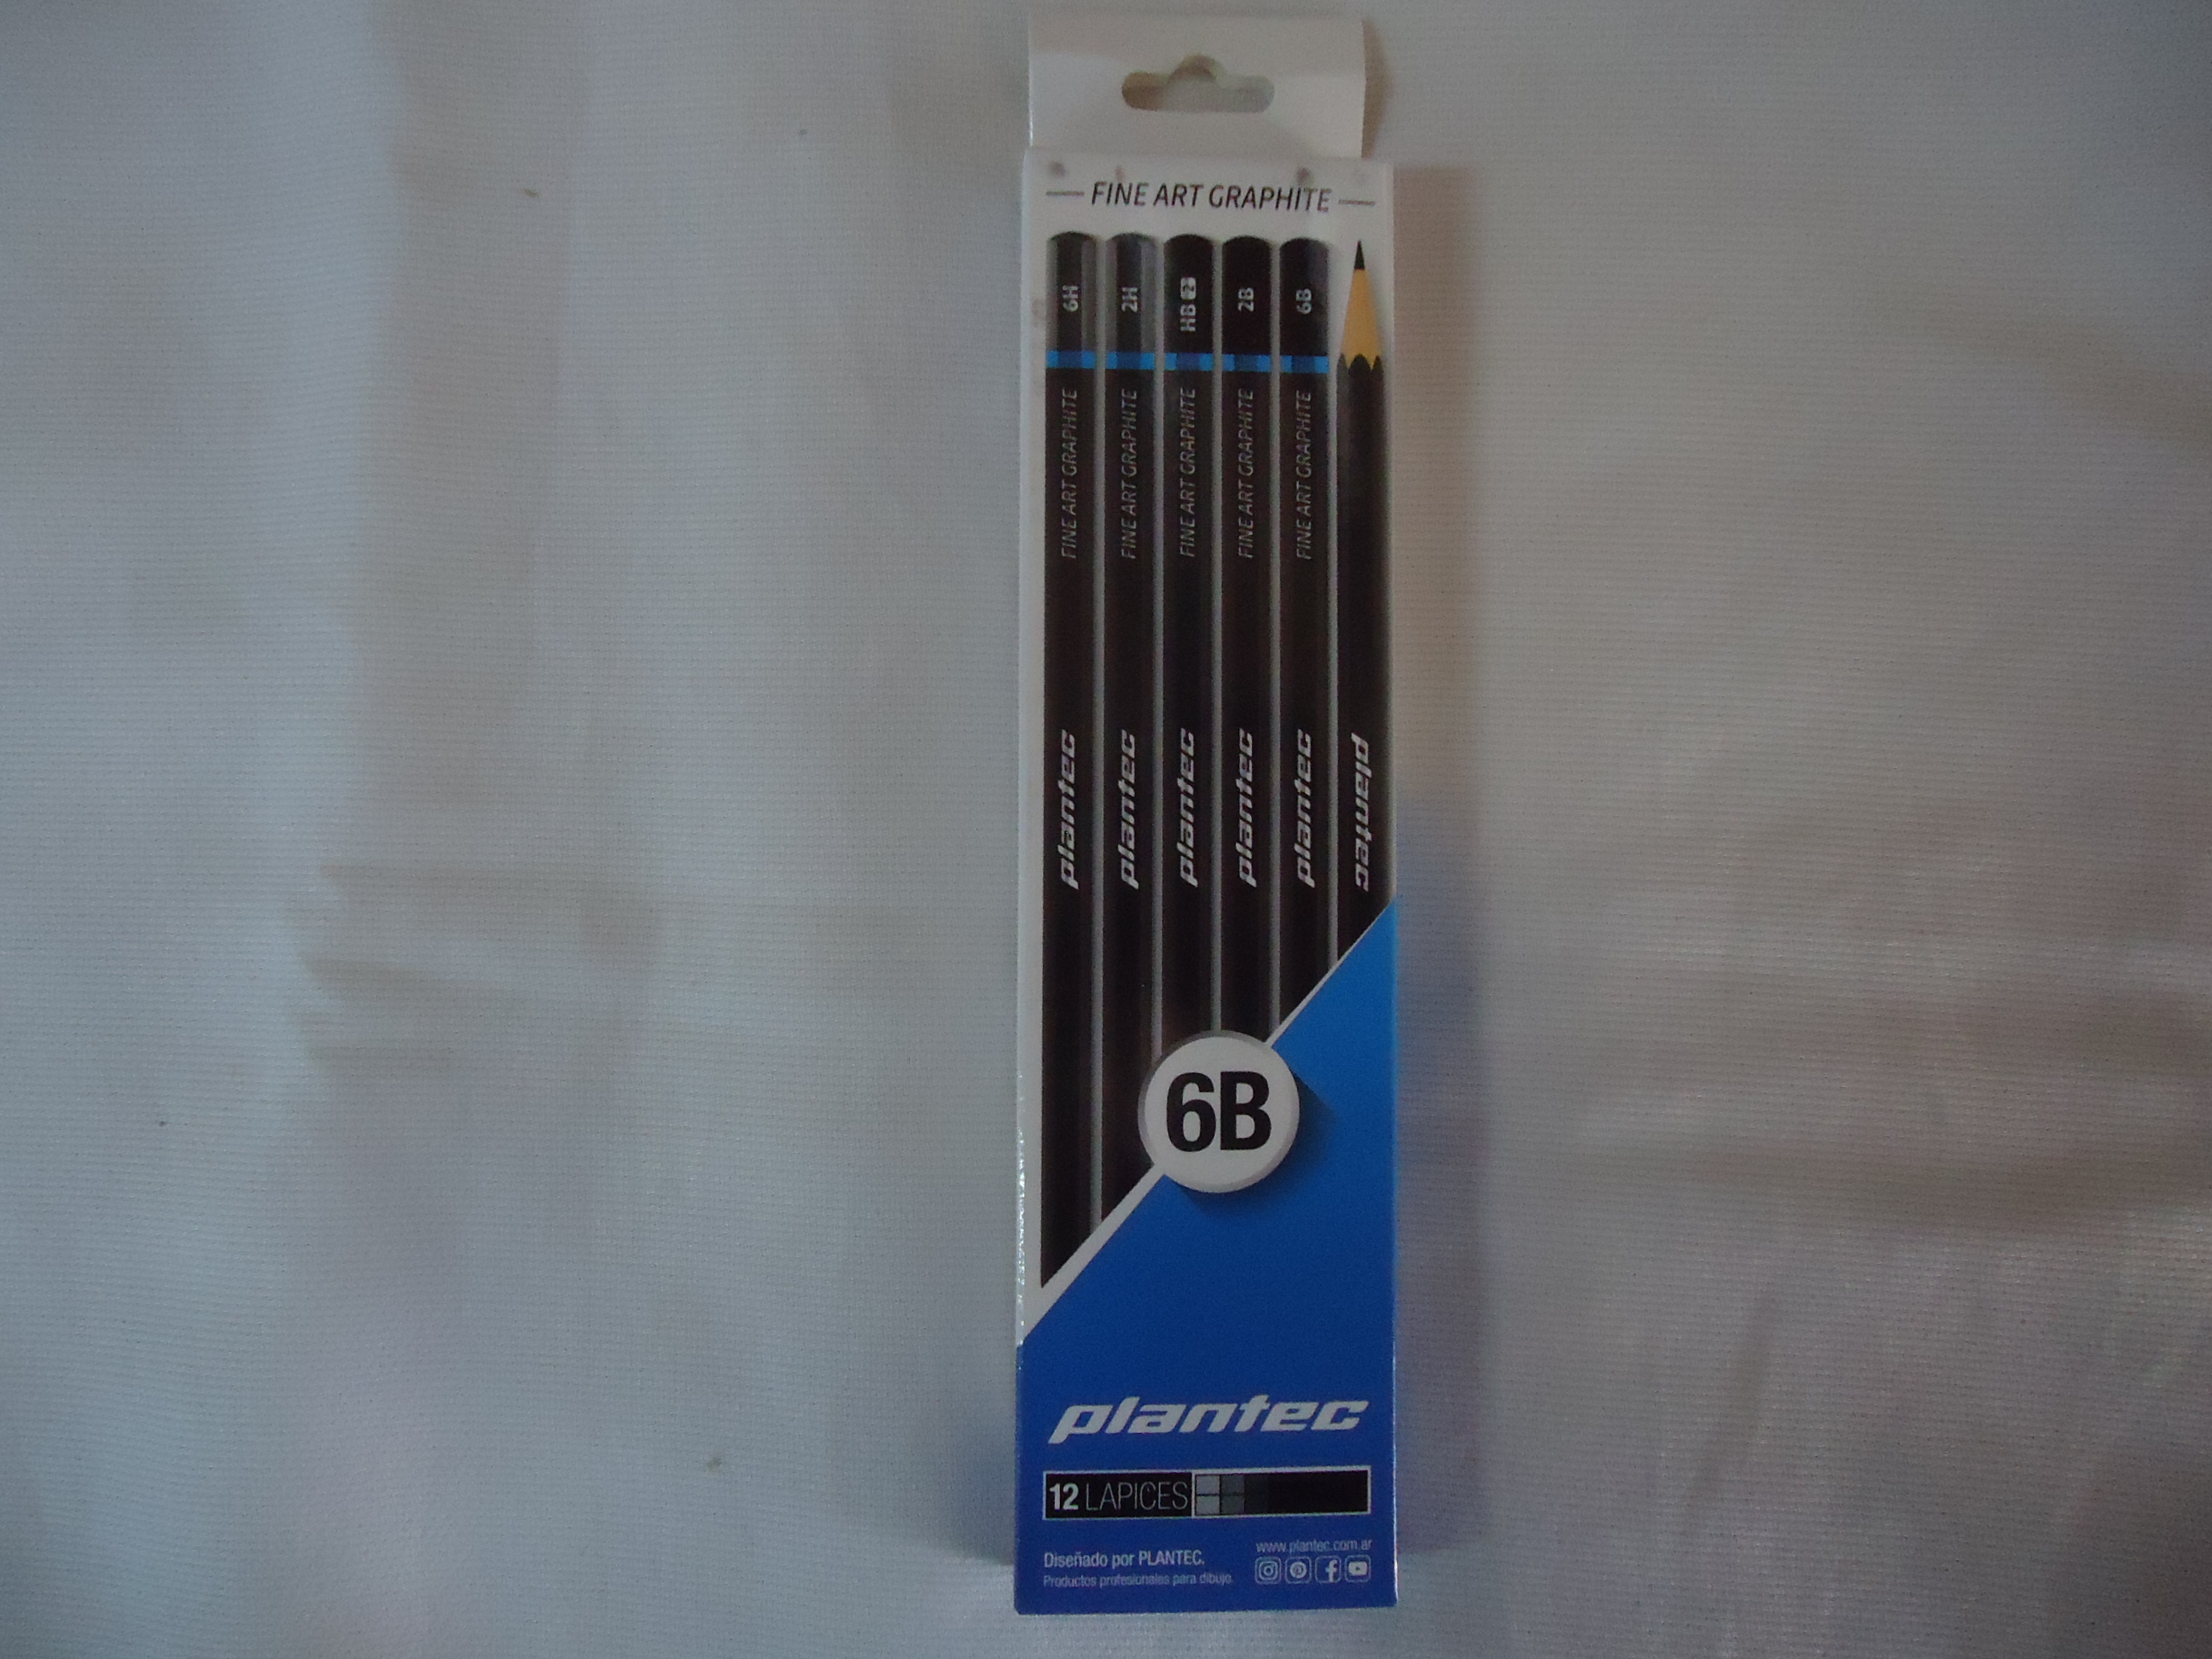 FINE ART GRAPHITE
6H
2H
HB 2
2B
6B
FINE ART GRAPHITE
FINE ART GRAPHITE
FINE ART GRAPHITE
FINE ART GRAPHITE
FINE ART GRAPHITE
plantec
plantec
plantec
plantec
plantec
plantec
6B
plantec
12 LAPICES
Diseñado por PLANTEC.
Productos profesionales para dibujo.
www.plantec.com.ar